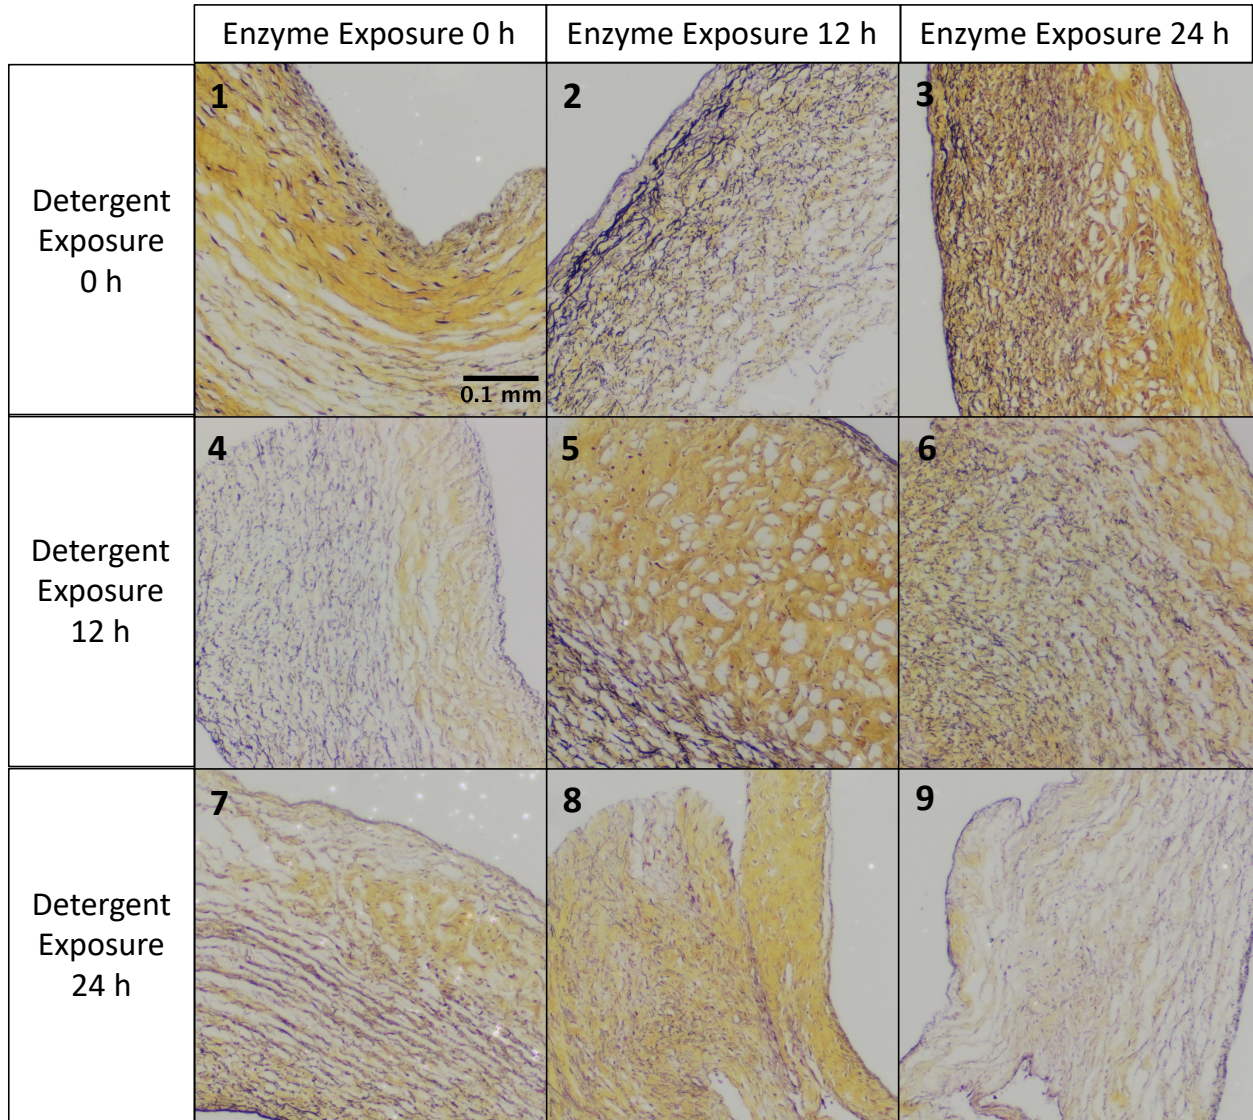 Enzyme Exposure 0 h
Enzyme Exposure 12 h
Enzyme Exposure 24 h
Detergent
Exposure
0 h
1
2
3
0.1 mm
Detergent
Exposure
12 h
4
5
6
Detergent
Exposure
24 h
7
8
9